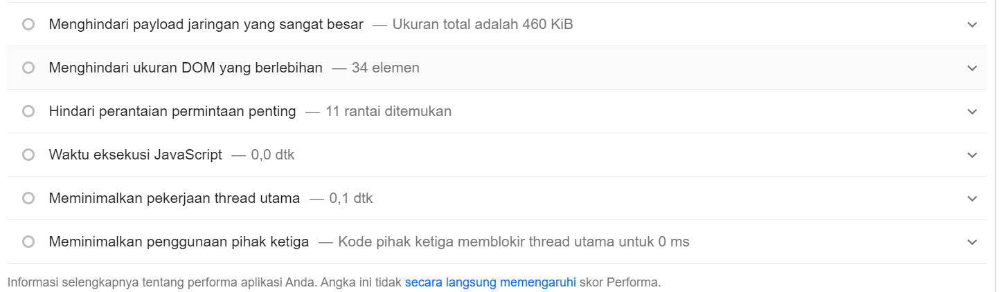 Menghindari payload jaringan yang sangat besar — Ukuran total adalah 460 KiB
Menghindari ukuran DOM yang berlebihan — 34 elemen
Hindari perantaian permintaan penting — 11 rantai ditemukan
Waktu eksekusi JavaScript — 0,0 dtk
Meminimalkan pekerjaan thread utama — 0,1 dtk
Meminimalkan penggunaan pihak ketiga — Kode pihak ketiga memblokir thread utama untuk 0 ms
Informasi selengkapnya tentang performa aplikasi Anda. Angka ini tidak secara langsung memengaruhi skor Performa.